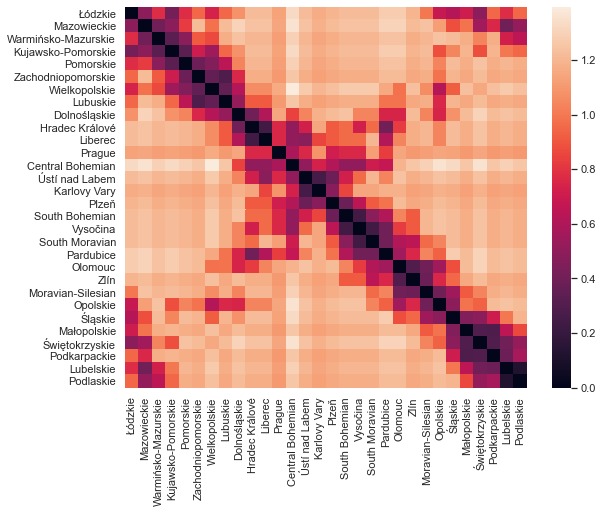 Łódzkie
Mazowieckie
Warmińsko-Mazurskie
Kujawsko-Pomorskie
Pomorskie
Zachodniopomorskie
Wielkopolskie
Lubuskie
Dolnośląskie
Hradec Králové
Liberec
Prague
Central Bohemian
Ústí nad Labem
Karlovy Vary
Plzeň
South Bohemian
Vysočina
South Moravian
Pardubice
Olomouc
Zlín
Moravian-Silesian
Opolskie
Śląskie
Małopolskie
Świętokrzyskie
Podkarpackie
Lubelskie
Podlaskie
Łódzkie
Mazowieckie
Warmińsko-Mazurskie
Kujawsko-Pomorskie
Pomorskie
Zachodniopomorskie
Wielkopolskie
Lubuskie
Dolnośląskie
Hradec Králové
Liberec
Prague
Central Bohemian
Ústí nad Labem
Karlovy Vary
Plzeň
South Bohemian
Vysočina
South Moravian
Pardubice
Olomouc
Zlín
Moravian-Silesian
Opolskie
Śląskie
Małopolskie
Świętokrzyskie
Podkarpackie
Lubelskie
Podlaskie
1.2
1.0
0.8
0.6
0.4
0.2
0.0